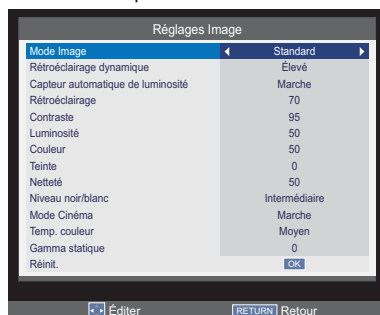 Réglages Image
Mode Image Standard
Rétroéclairage dynamique Élevé
Capteur automatique de luminosité Marche
Rétroéclairage 70
Contraste 95
Luminosité 50
Couleur 50
Teinte 0
Netteté 50
Niveau noir/blanc Intermédiaire
Mode Cinéma Marche
Temp. couleur Moyen
Gamma statique 0
Réinit. OK
Éditer RETURN Retour